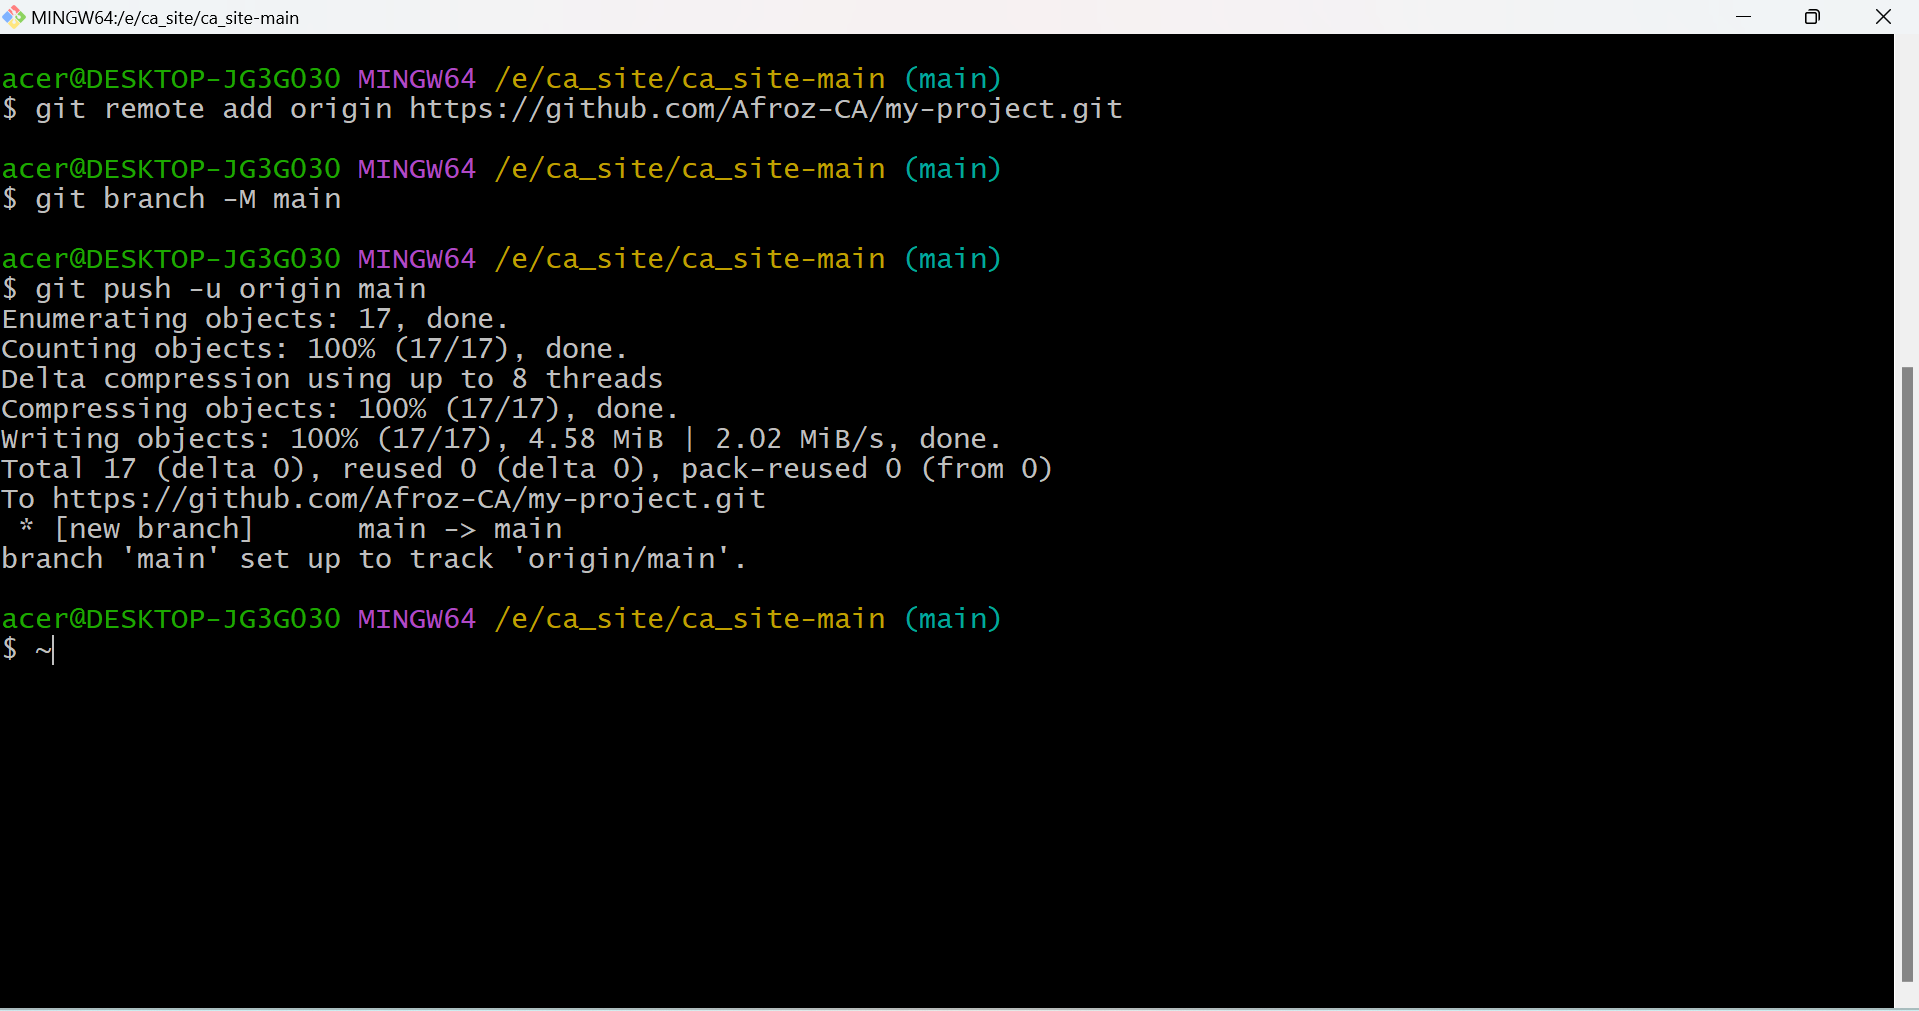 MINGW64:/e/ca_site/ca_site-main
acer@DESKTOP-JG3GO30 MINGW64 /e/ca_site/ca_site-main (main)
$ git remote add origin https://github.com/Afroz-CA/my-project.git
acer@DESKTOP-JG3GO30 MINGW64 /e/ca_site/ca_site-main (main)
$ git branch -M main
acer@DESKTOP-JG3GO30 MINGW64 /e/ca_site/ca_site-main (main)
$ git push -u origin main
Enumerating objects: 17, done.
Counting objects: 100% (17/17), done.
Delta compression using up to 8 threads
Compressing objects: 100% (17/17), done.
Writing objects: 100% (17/17), 4.58 MiB | 2.02 MiB/s, done.
Total 17 (delta 0), reused 0 (delta 0), pack-reused 0 (from 0)
To https://github.com/Afroz-CA/my-project.git
 * [new branch]      main -> main
branch 'main' set up to track 'origin/main'.
acer@DESKTOP-JG3GO30 MINGW64 /e/ca_site/ca_site-main (main)
$ ~